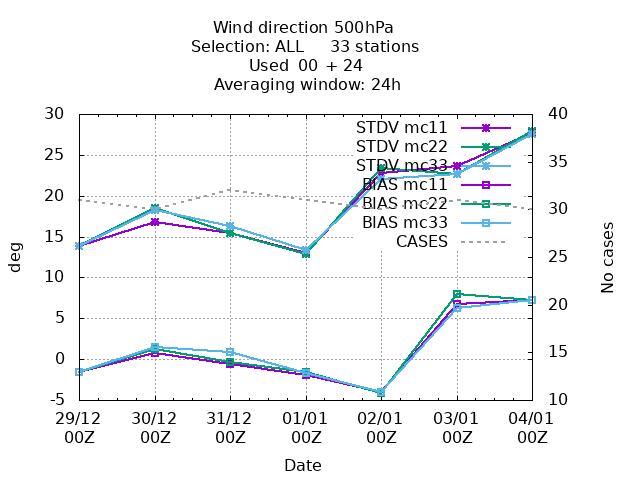 Wind direction 500hPa
Selection: ALL 33 stations
Used 00 + 24
Averaging window: 24h
30
25
20
15
10
5
0
-5
deg
40
35
30
25
20
15
10
No cases
STDV mc11
STDV mc22
STDV mc33
BIAS mc11
BIAS mc22
BIAS mc33
CASES
29/12 30/12 31/12 01/01 02/01 03/01 04/01
00Z 00Z 00Z 00Z 00Z 00Z 00Z
Date